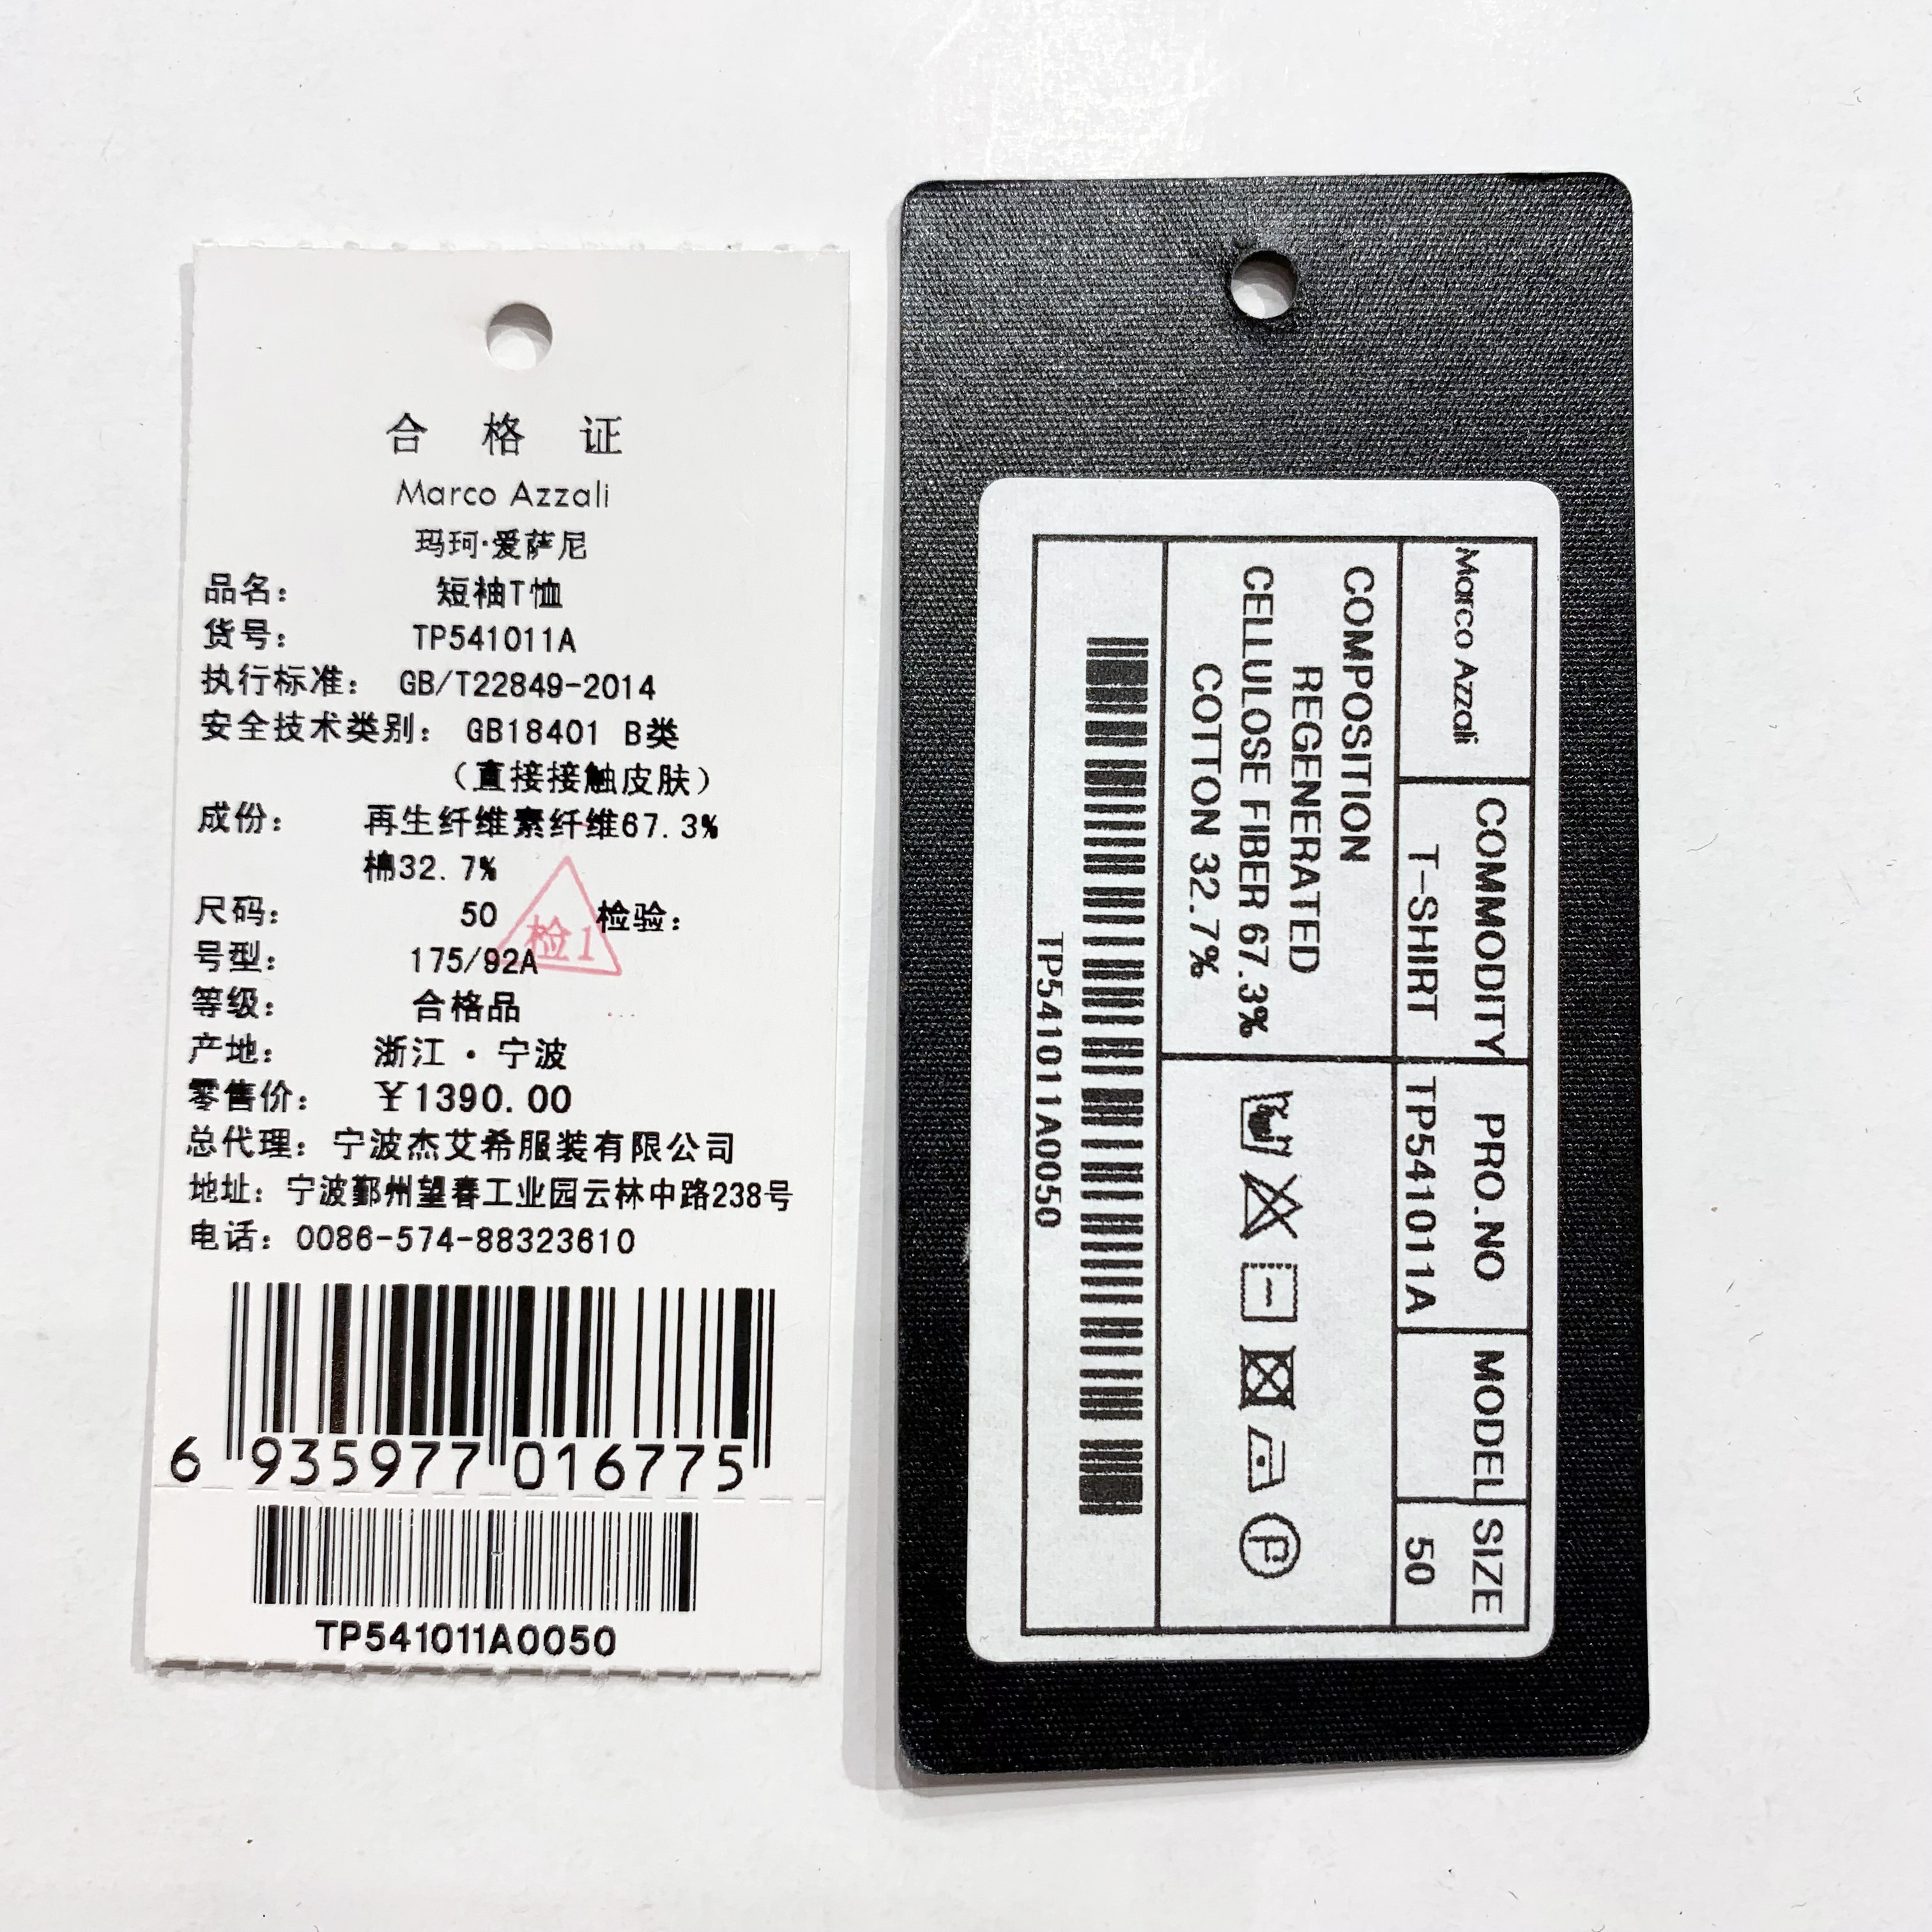 合 格 证
Marco Azzali
玛珂·爱萨尼
品名: 短袖T恤
货号: TP541011A
执行标准: GB/T22849-2014
安全技术类别: GB18401 B类
(直接接触皮肤)
成份: 再生纤维素纤维67.3%
棉32.7%
尺码: 50 检验:
检1
号型: 175/92A
等级: 合格品
产地: 浙江·宁波
零售价: ¥1390.00
总代理: 宁波杰艾希服装有限公司
地址: 宁波鄞州望春工业园云林中路238号
电话: 0086-574-88323610
6 935977 016775
TP541011A0050
Marco Azzali
COMMODITY
T-SHIRT
PRO.NO
TP541011A
MODEL
SIZE
50
COMPOSITION
REGENERATED
CELLULOSE FIBER 67.3%
COTTON 32.7%
P
TP541011A0050